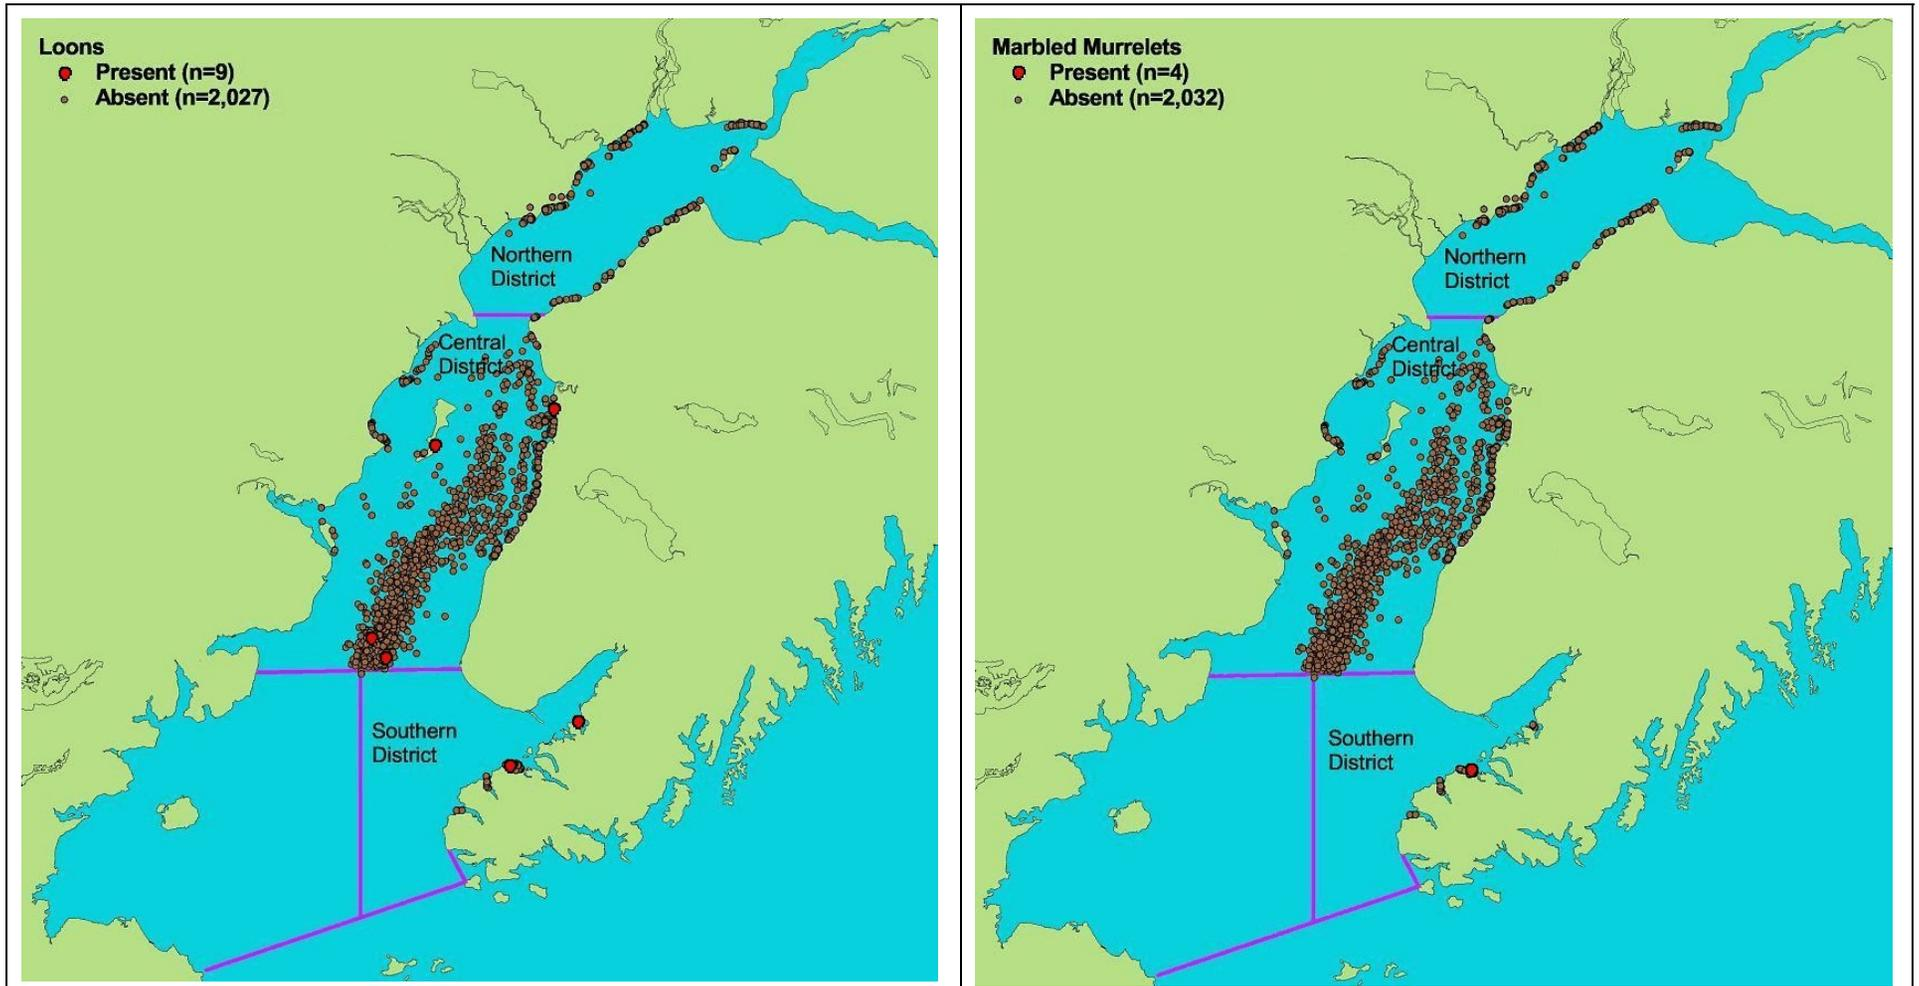 Loons
Present (n=9)
Absent (n=2,027)
Northern
District
Central
District
Southern
District
Marbled Murrelets
Present (n=4)
Absent (n=2,032)
Northern
District
Central
District
Southern
District